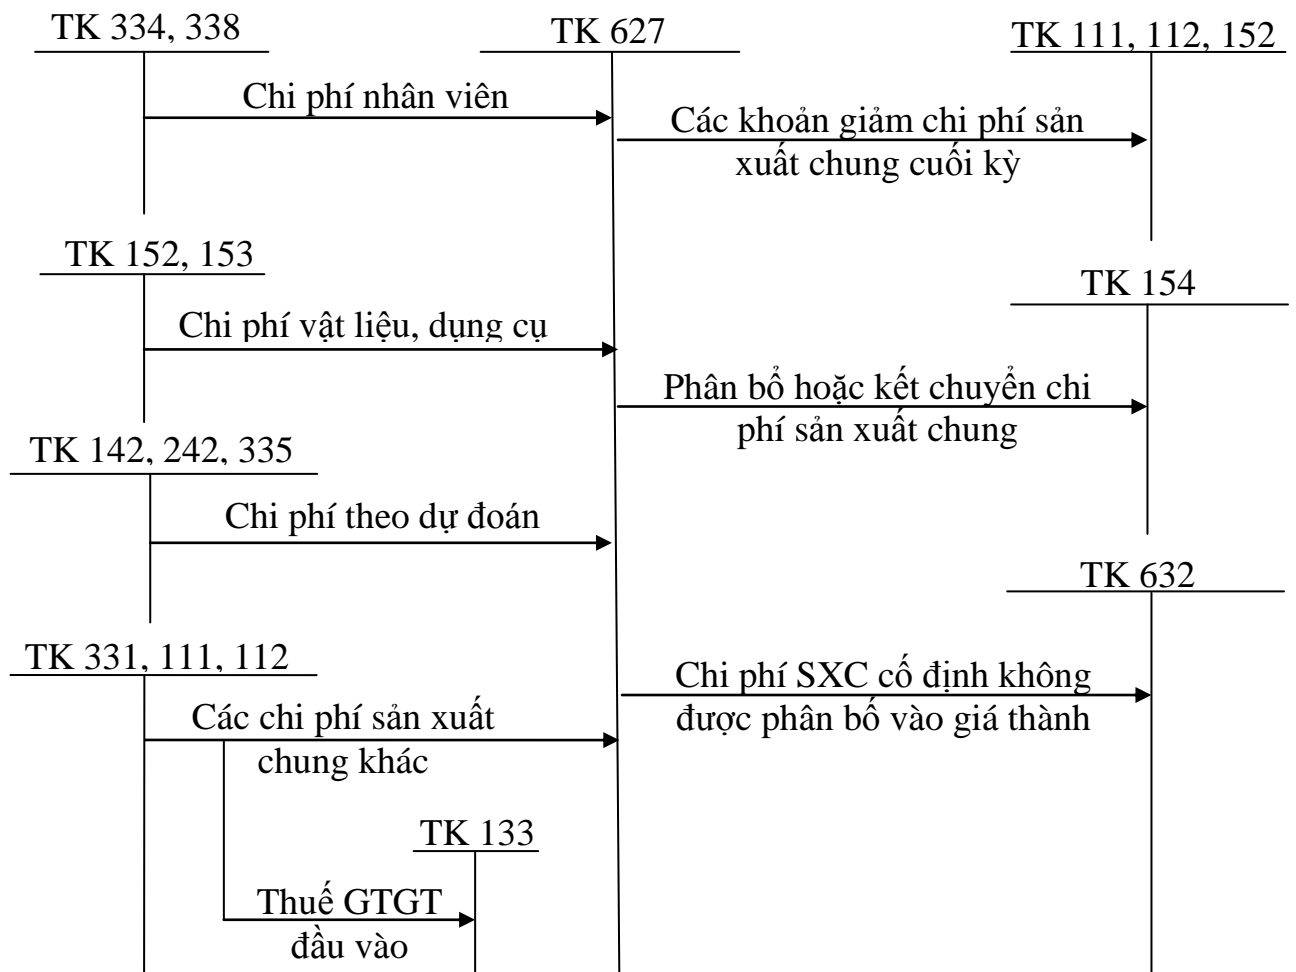 TK 334, 338
TK 627
TK 111, 112, 152
Chi phí nhân viên
Các khoản giảm chi phí sản
xuất chung cuối kỳ
TK 152, 153
TK 154
Chi phí vật liệu, dụng cụ
Phân bổ hoặc kết chuyển chi
phí sản xuất chung
TK 142, 242, 335
Chi phí theo dự đoán
TK 632
TK 331, 111, 112
Chi phí SXC cố định không
được phân bố vào giá thành
Các chi phí sản xuất
chung khác
TK 133
Thuế GTGT
đầu vào